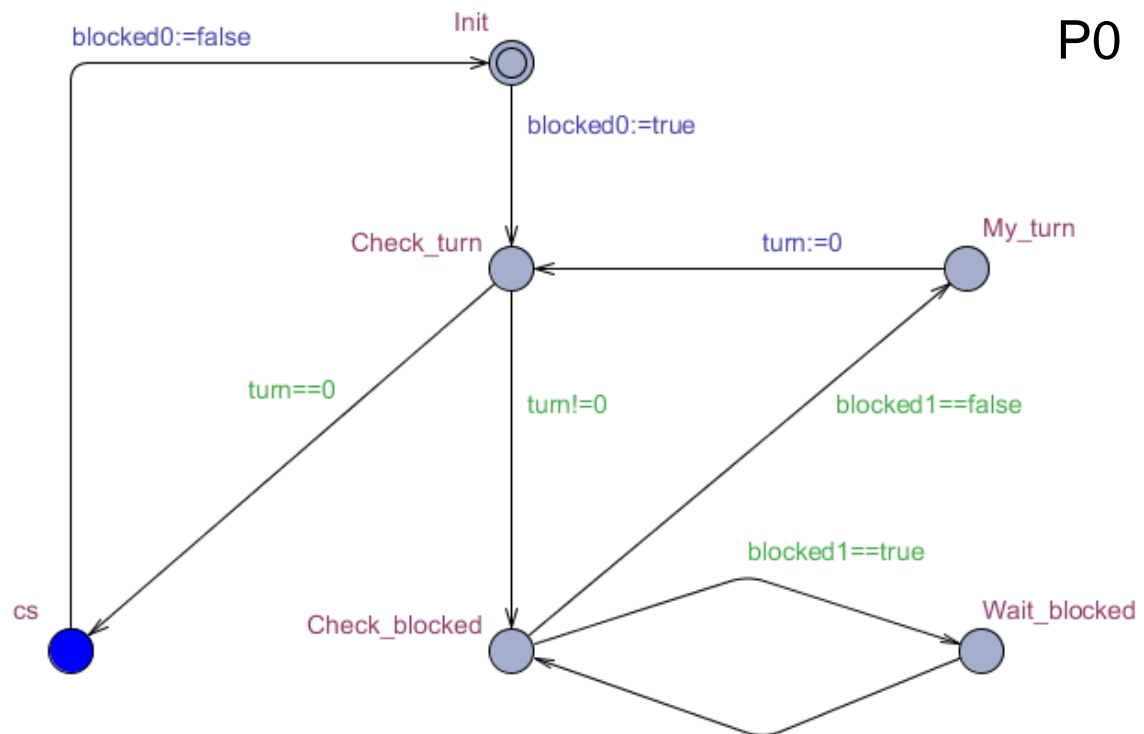 Init
P0
blocked0:=false
blocked0:=true
Check_turn
turn:=0
My_turn
turn==0
turn!=0
blocked1==false
blocked1==true
cs
Check_blocked
Wait_blocked